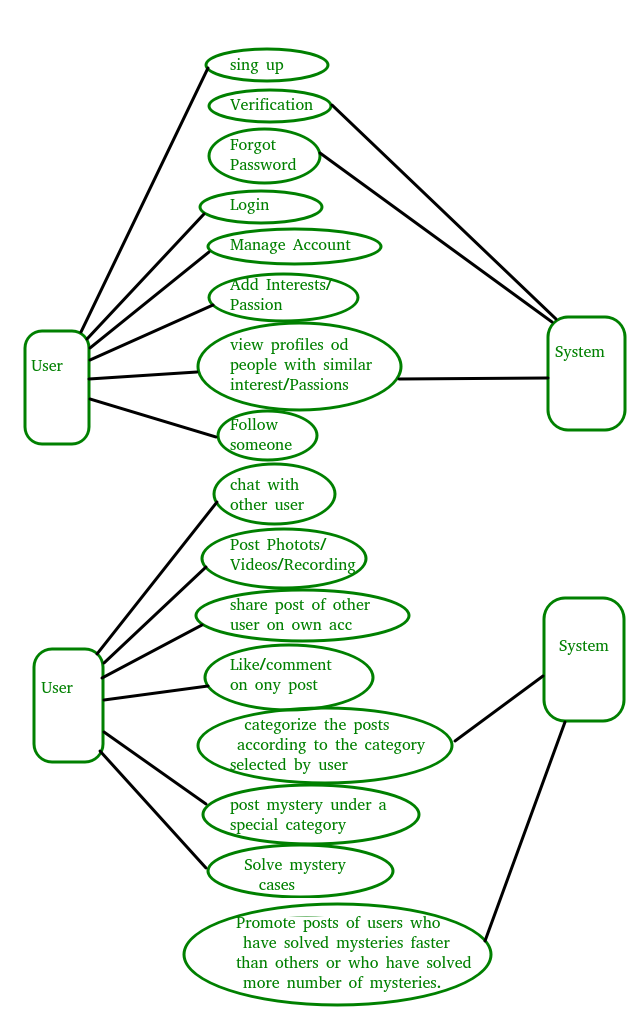 sing up
Verification
Forgot
Password
Login
Manage Account
Add Interests/
Passion
view profiles od
people with similar
interest/Passions
User
System
Follow
someone
chat with
other user
Post Photots/
Videos/Recording
share post of other
user on own acc
Like/comment
on ony post
User
System
categorize the posts
according to the category
selected by user
post mystery under a
special category
Solve mystery
cases
Promote posts of users who
have solved mysteries faster
than others or who have solved
more number of mysteries.